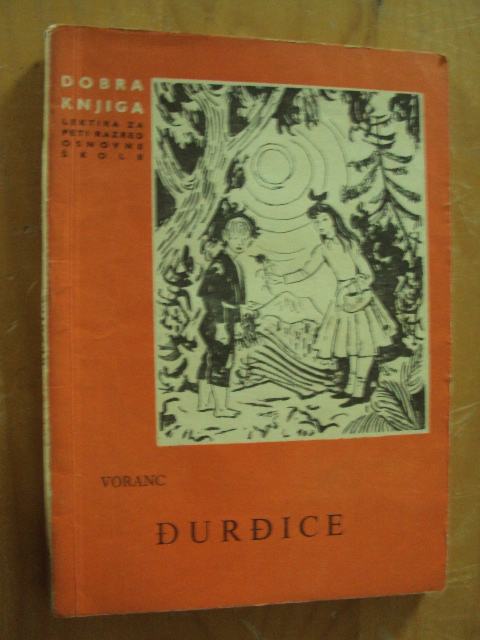 DOBRA
KNJIGA
LEKTIRA ZA
PETI RAZRED
OSNOVNE
ŠKOLE
VORANC
ĐURĐICE